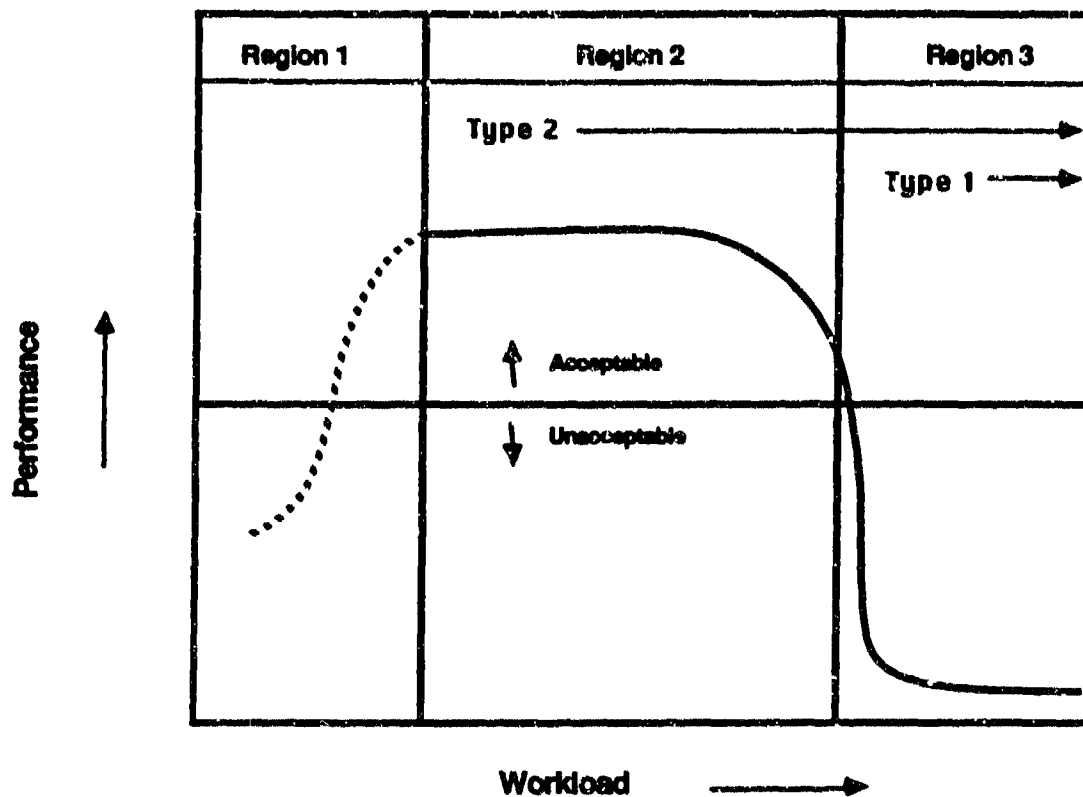 Region 1
Region 2
Region 3
Type 2
Type 1
Acceptable
Unacceptable
Performance
Workload